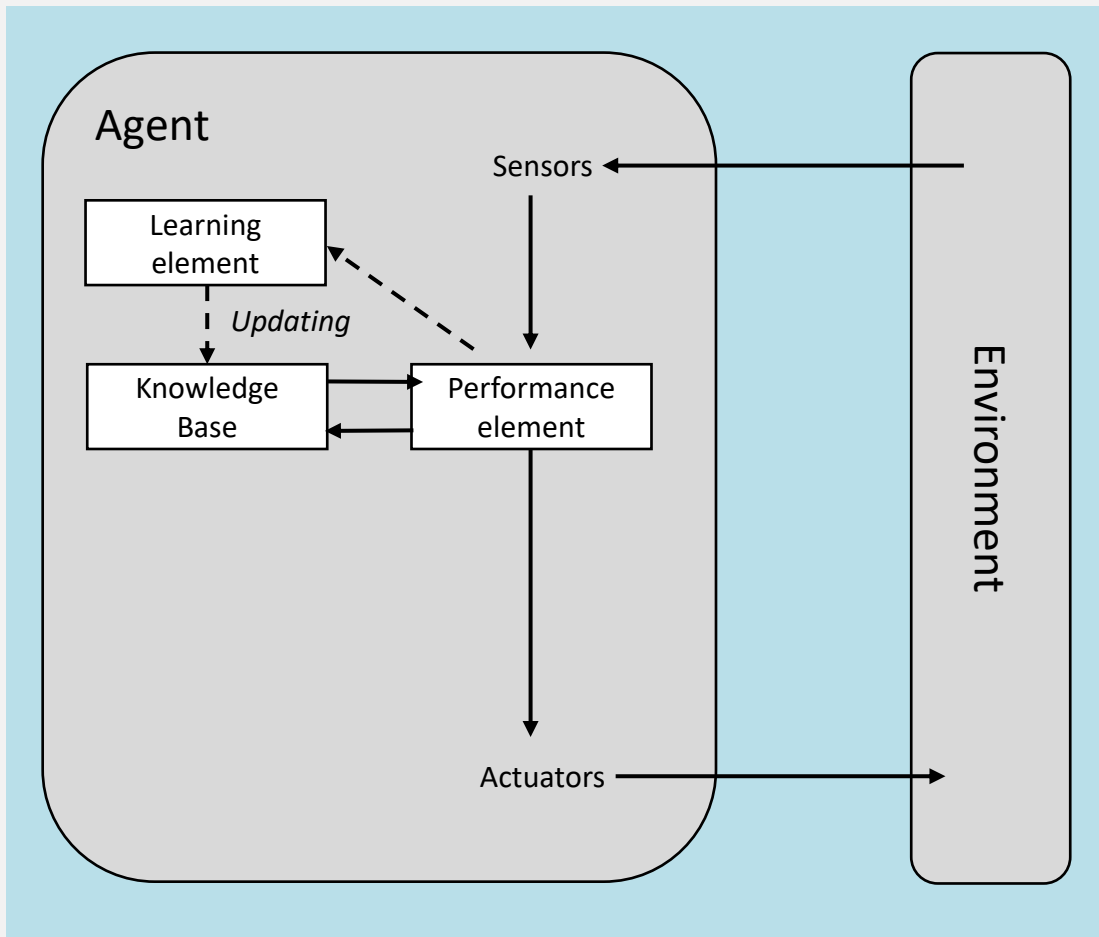 Agent
Sensors
Learning
element
Updating
Knowledge
Base
Performance
element
Environment
Actuators